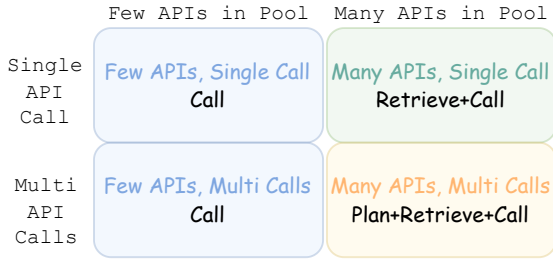 Few APIs in Pool Many APIs in Pool
Single
API
Call
Few APIs, Single Call
Call
Many APIs, Single Call
Retrieve+Call
Multi
API
Calls
Few APIs, Multi Calls
Call
Many APIs, Multi Calls
Plan+Retrieve+Call